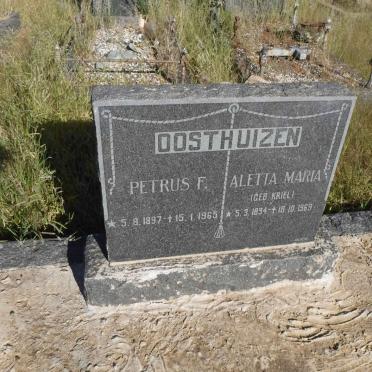 OOSTHUIZEN
PETRUS F.
★ 5.8.1897 ✝ 15.1.1965
ALETTA MARIA
(GEB KRIEL)
★ 5.3.1894 ✝ 18.10.1969